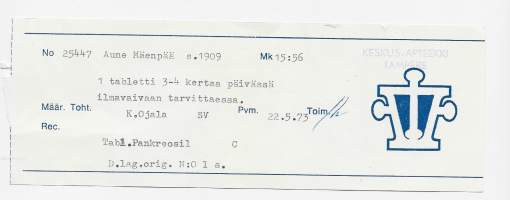 KESKUS-APTEEKKI
No 25447 Aune Mäenpää s.1909 Mk 15:56
1 tabletti 3-4 kertaa päivässä
ilmavaivaan tarvittaessa.
Määr. Toht. K.Ojala SV Pvm. 22.5.73 Toim.
Rec.
Tabl.Pankreosil C
D.lag.orig. N:O 1 a.